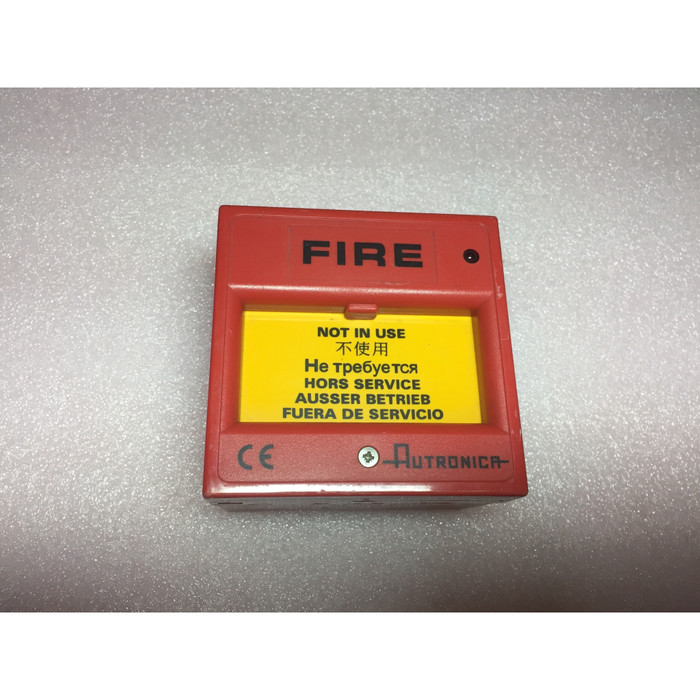 FIRE
NOT IN USE
不使用
Не требуется
HORS SERVICE
AUSSER BETRIEB
FUERA DE SERVICIO
CE
AUTRONICA